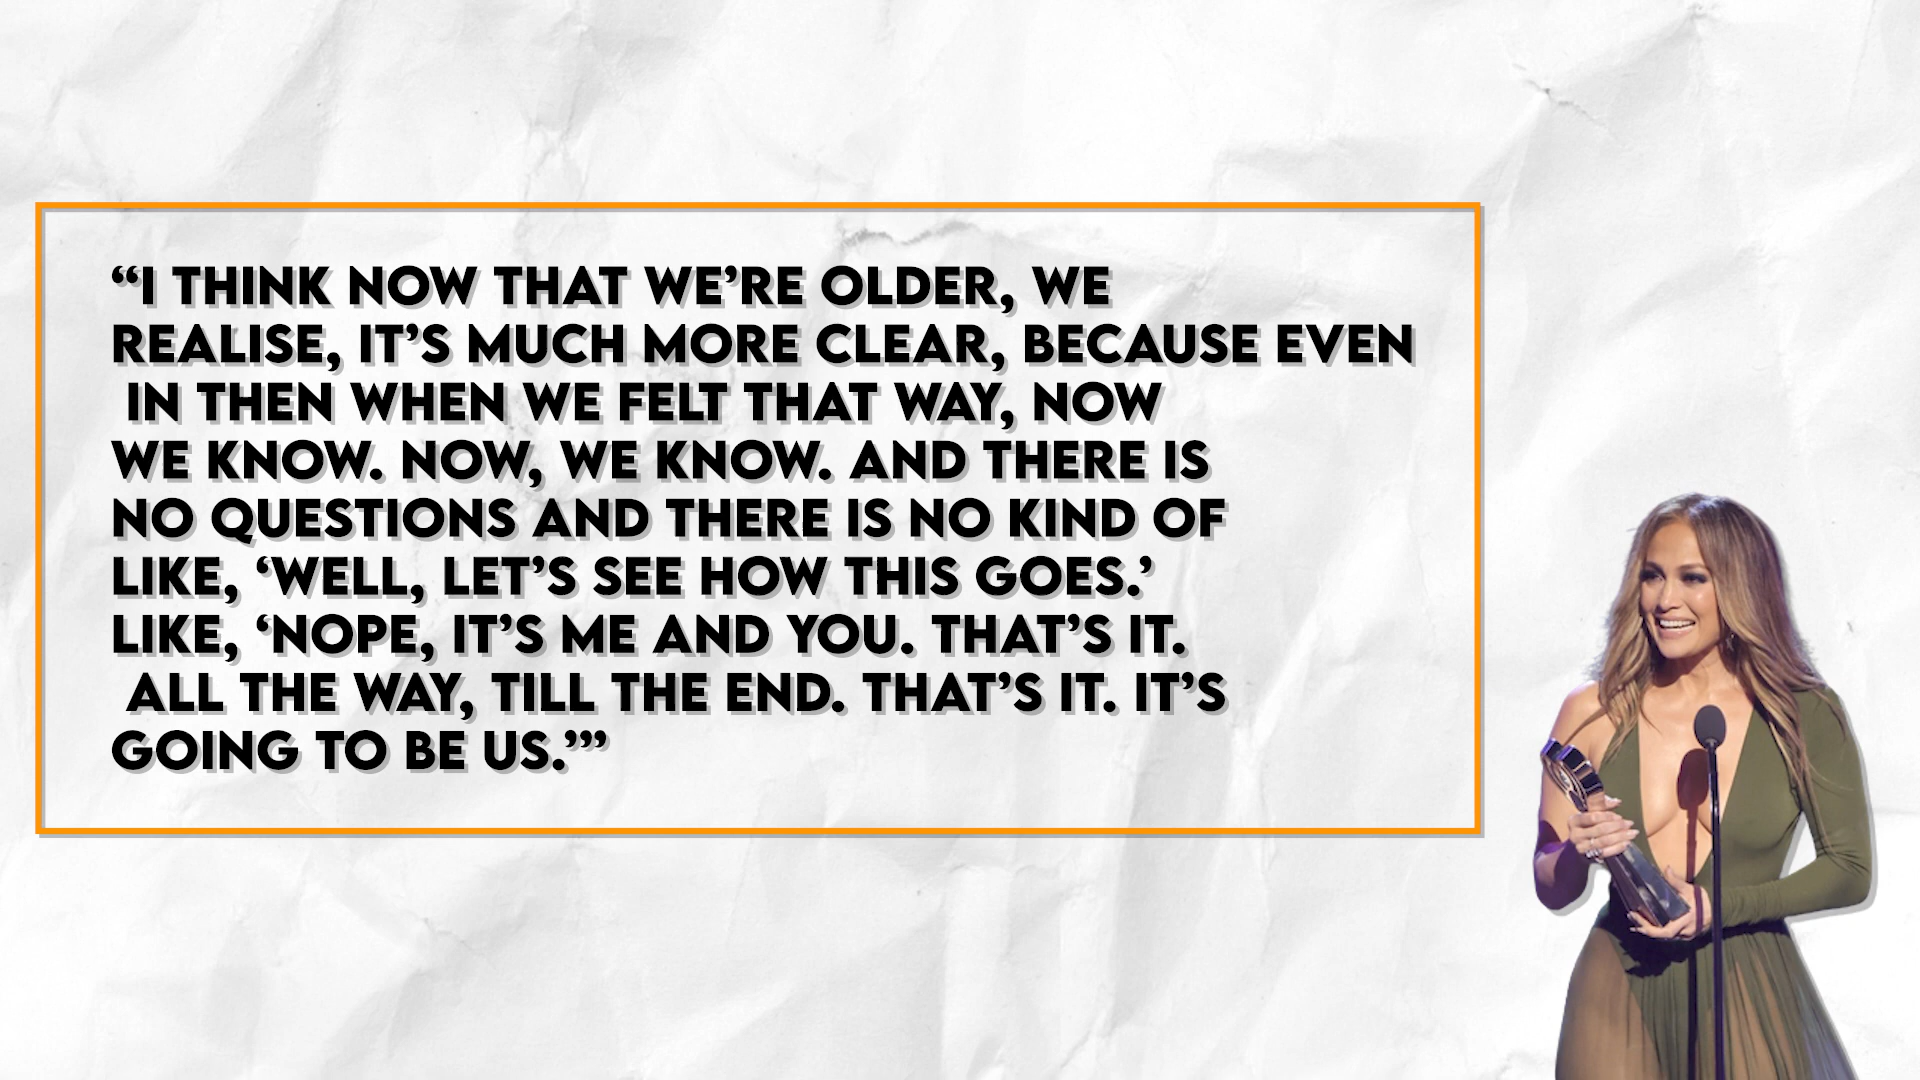 “I THINK NOW THAT WE’RE OLDER, WE
REALISE, IT’S MUCH MORE CLEAR, BECAUSE EVEN
IN THEN WHEN WE FELT THAT WAY, NOW
WE KNOW. NOW, WE KNOW. AND THERE IS
NO QUESTIONS AND THERE IS NO KIND OF
LIKE, ‘WELL, LET’S SEE HOW THIS GOES.’
LIKE, ‘NOPE, IT’S ME AND YOU. THAT’S IT.
ALL THE WAY, TILL THE END. THAT’S IT. IT’S
GOING TO BE US.’”